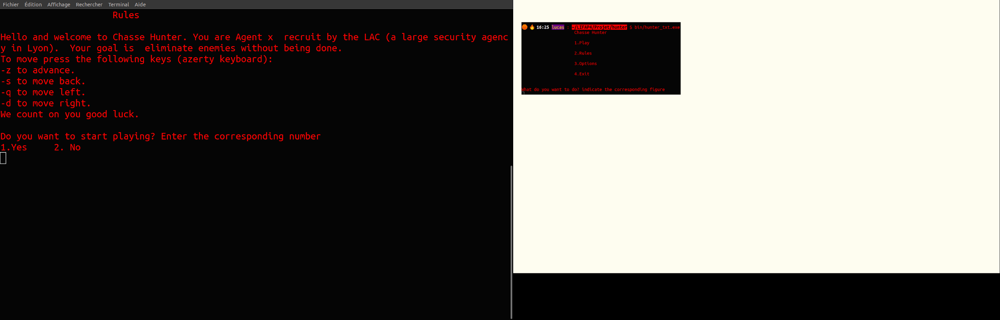 Fichier Édition Affichage Rechercher Terminal Aide
Rules
Hello and welcome to Chasse Hunter. You are Agent x  recruit by the LAC (a large security agenc
y in Lyon).  Your goal is  eliminate enemies without being done.
To move press the following keys (azerty keyboard):
-z to advance.
-s to move back.
-q to move left.
-d to move right.
We count on you good luck.
Do you want to start playing? Enter the corresponding number
1.Yes     2. No
16:25 lucas : ~/LIFAP4/Projet/hunter $ bin/hunter_txt.exe
Chasse Hunter
1.Play
2.Rules
3.Options
4.Exit
What do you want to do? indicate the corresponding figure